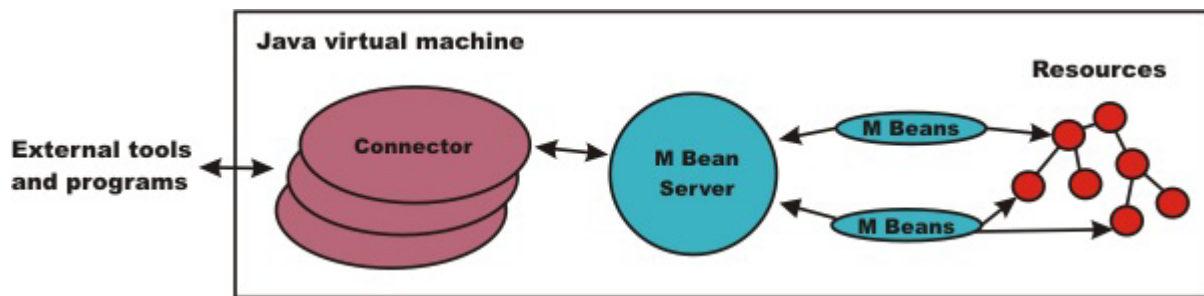 Java virtual machine
Resources
External tools
and programs
Connector
M Bean
Server
M Beans
M Beans